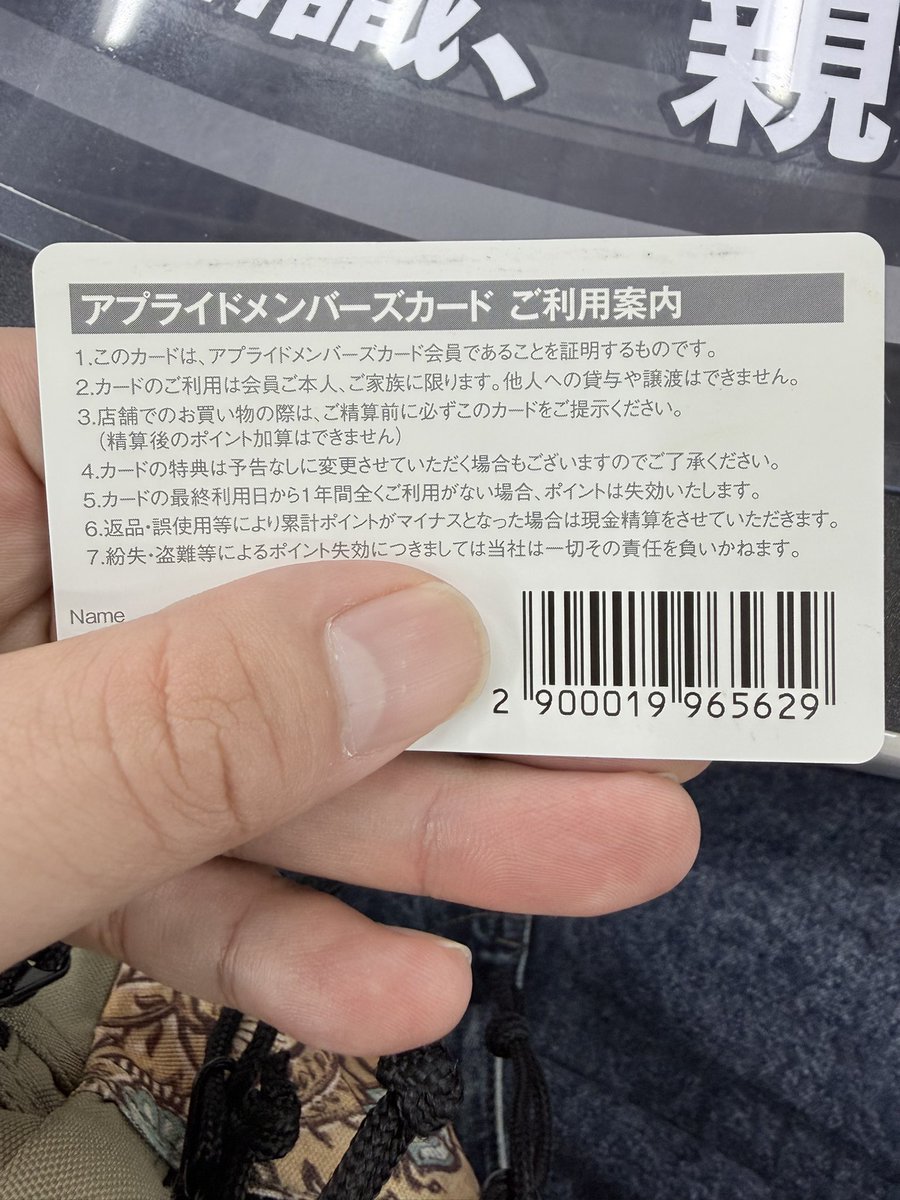 識、親
アプライドメンバーズカード ご利用案内
1.このカードは、アプライドメンバーズカード会員であることを証明するものです。
2.カードのご利用は会員ご本人、ご家族に限ります。他人への貸与や譲渡はできません。
3.店舗でのお買い物の際は、ご精算前に必ずこのカードをご提示ください。
(精算後のポイント加算はできません)
4.カードの特典は予告なしに変更させていただく場合もございますのでご了承ください。
5.カードの最終利用日から1年間全くご利用がない場合、ポイントは失効いたします。
6.返品・誤使用等により累計ポイントがマイナスとなった場合は現金精算をさせていただきます。
7.紛失・盗難等によるポイント失効につきましては当社は一切その責任を負いかねます。
Name
2 900019 965629